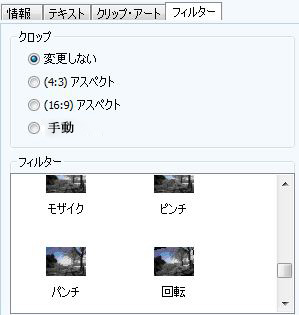 情報 テキスト クリップ・アート フィルター
クロップ
変更しない
(4:3) アスペクト
(16:9) アスペクト
手動
フィルター
モザイク ピンチ
パンチ 回転